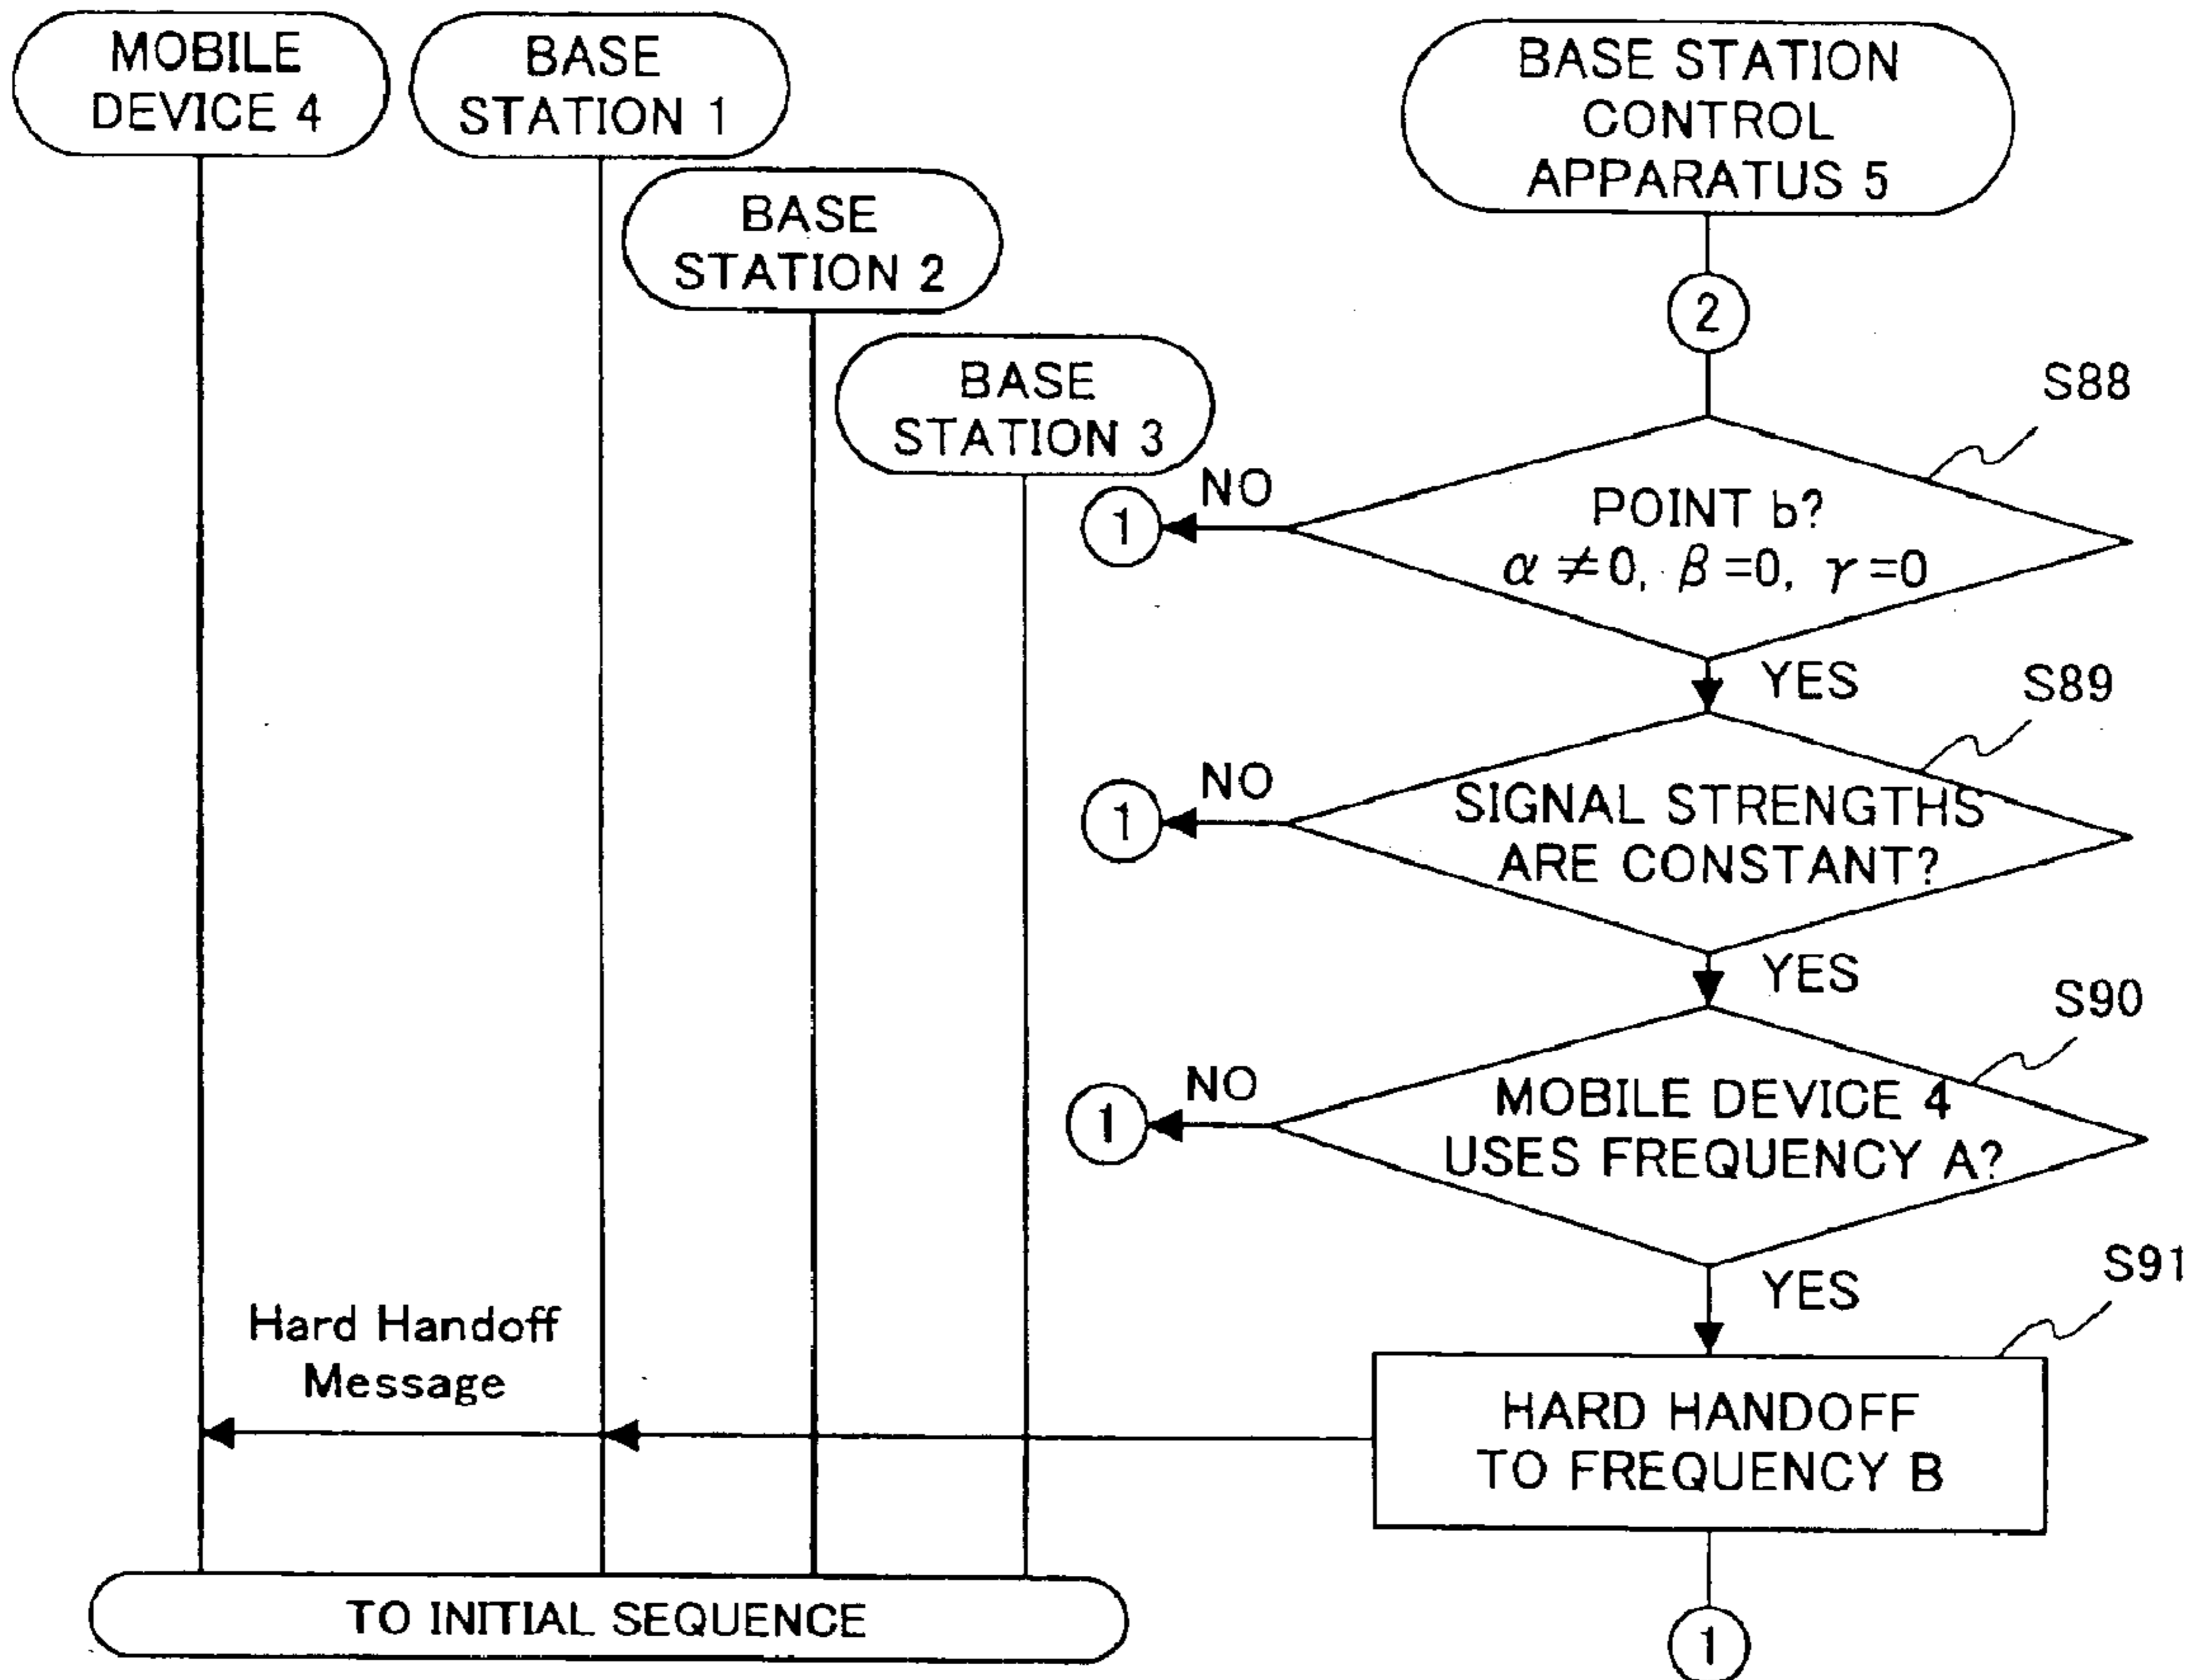 MOBILE
DEVICE 4
BASE
STATION 1
BASE
STATION 2
BASE
STATION 3
BASE STATION
CONTROL
APPARATUS 5
2
S88
POINT b?
α ≠0, β =0, γ =0
NO
1
YES
S89
SIGNAL STRENGTHS
ARE CONSTANT?
NO
1
YES
S90
MOBILE DEVICE 4
USES FREQUENCY A?
NO
1
YES
S91
HARD HANDOFF
TO FREQUENCY B
Hard Handoff
Message
TO INITIAL SEQUENCE
1